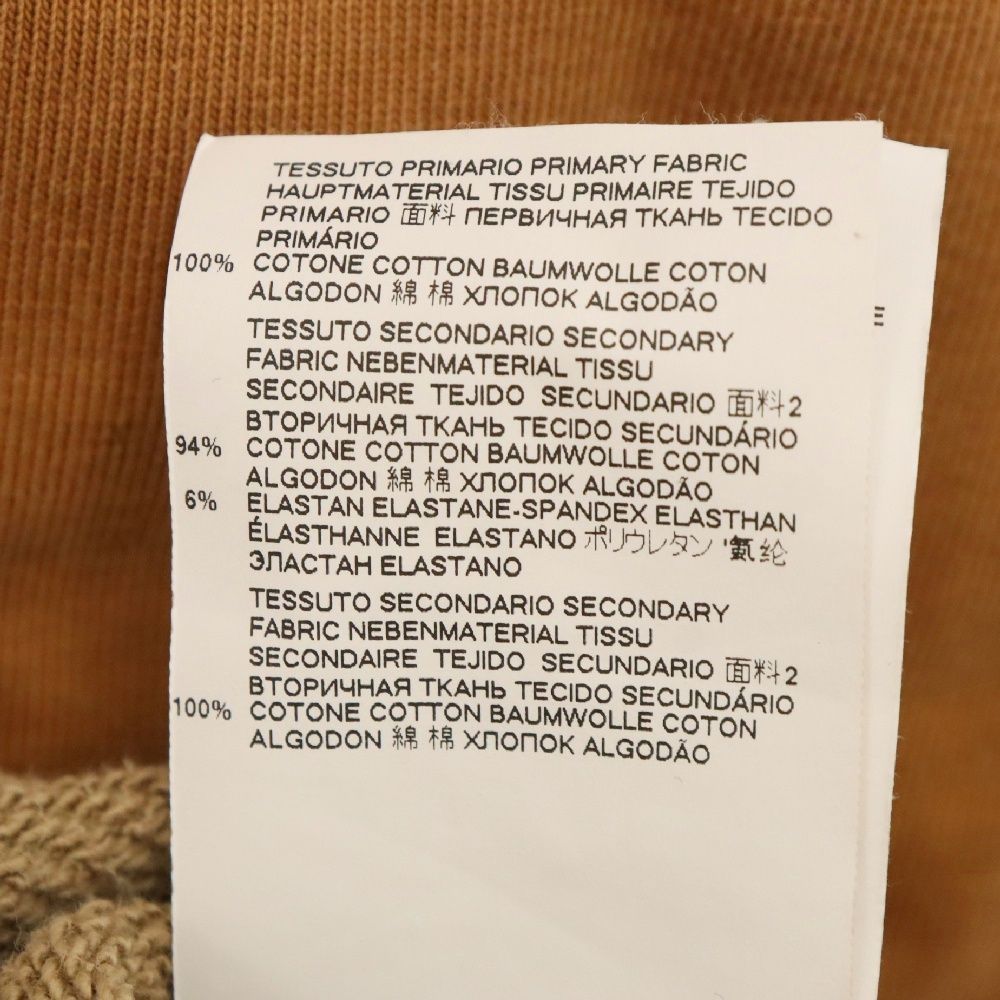 TESSUTO PRIMARIO PRIMARY FABRIC
HAUPTMATERIAL TISSU PRIMAIRE TEJIDO
PRIMARIO 面料 ПЕРВИЧНАЯ ТКАНЬ TECIDO
PRIMÁRIO
100% COTONE COTTON BAUMWOLLE COTON
ALGODON 綿 棉 ХЛОПОК ALGODÃO
TESSUTO SECONDARIO SECONDARY
FABRIC NEBENMATERIAL TISSU
SECONDAIRE TEJIDO SECUNDARIO 面料2
ВТОРИЧНАЯ ТКАНЬ TECIDO SECUNDÁRIO
94% COTONE COTTON BAUMWOLLE COTON
ALGODON 綿 棉 ХЛОПОК ALGODÃO
6% ELASTAN ELASTANE-SPANDEX ELASTHAN
ÉLASTHANNE ELASTANO ポリウレタン '氨纶
ЭЛАСТАН ELASTANO
TESSUTO SECONDARIO SECONDARY
FABRIC NEBENMATERIAL TISSU
SECONDAIRE TEJIDO SECUNDARIO 面料2
ВТОРИЧНАЯ ТКАНЬ TECIDO SECUNDÁRIO
100% COTONE COTTON BAUMWOLLE COTON
ALGODON 綿 棉 ХЛОПОК ALGODÃO